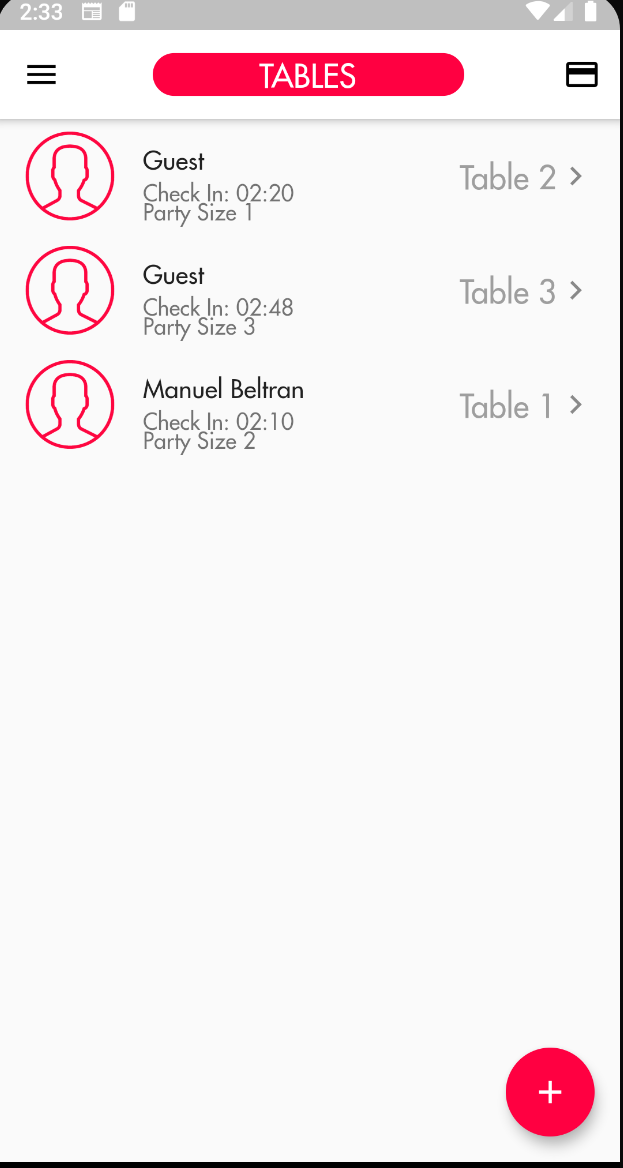 2:33
TABLES
Guest
Check In: 02:20
Party Size 1
Table 2
Guest
Check In: 02:48
Party Size 3
Table 3
Manuel Beltran
Check In: 02:10
Party Size 2
Table 1